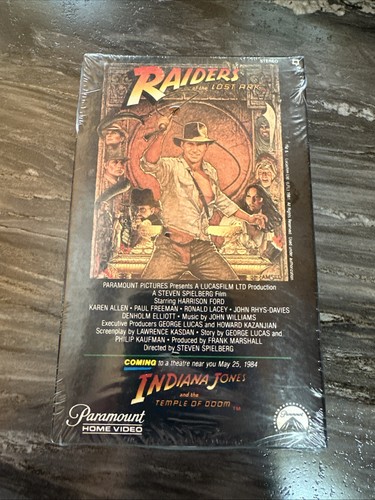 STEREO
RAIDERS
of the LOST ARK
PARAMOUNT PICTURES Presents A LUCASFILM LTD Production
A STEVEN SPIELBERG Film
Starring HARRISON FORD
KAREN ALLEN • PAUL FREEMAN • RONALD LACEY • JOHN RHYS-DAVIES
DENHOLM ELLIOTT • Music by JOHN WILLIAMS
Executive Producers GEORGE LUCAS and HOWARD KAZANJIAN
Screenplay by LAWRENCE KASDAN • Story by GEORGE LUCAS and
PHILIP KAUFMAN • Produced by FRANK MARSHALL
Directed by STEVEN SPIELBERG
COMING to a theatre near you May 25, 1984
INDIANA JONES
and the
TEMPLE OF DOOM™
Paramount
HOME VIDEO
Paramount